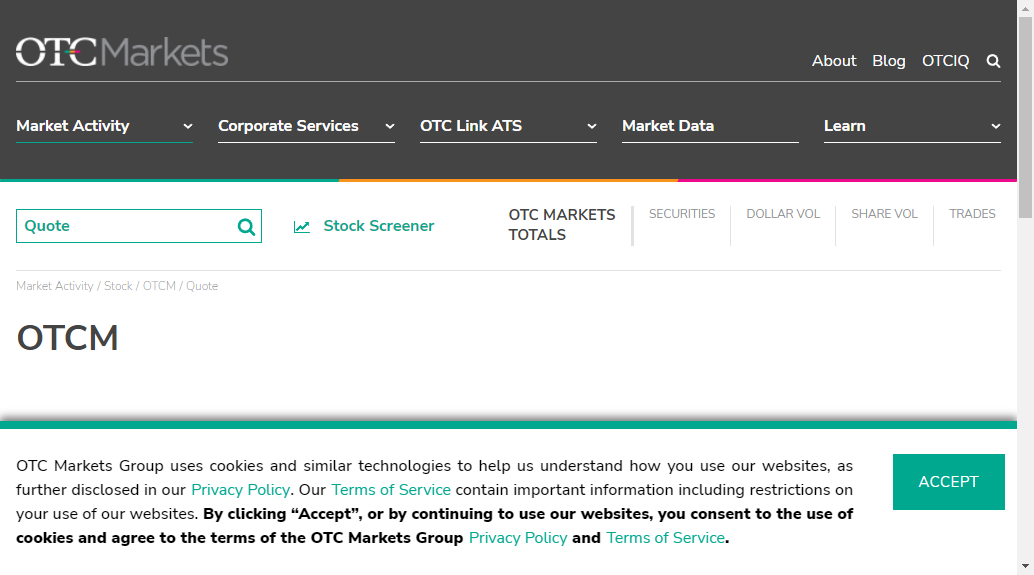 OTCMarkets
About Blog OTCIQ
Market Activity Corporate Services OTC Link ATS Market Data Learn
Quote
Stock Screener
OTC MARKETS
TOTALS
SECURITIES DOLLAR VOL SHARE VOL TRADES
Market Activity / Stock / OTCM / Quote
OTCM
OTC Markets Group uses cookies and similar technologies to help us understand how you use our websites, as
further disclosed in our Privacy Policy. Our Terms of Service contain important information including restrictions on
your use of our websites. By clicking “Accept”, or by continuing to use our websites, you consent to the use of
cookies and agree to the terms of the OTC Markets Group Privacy Policy and Terms of Service.
ACCEPT